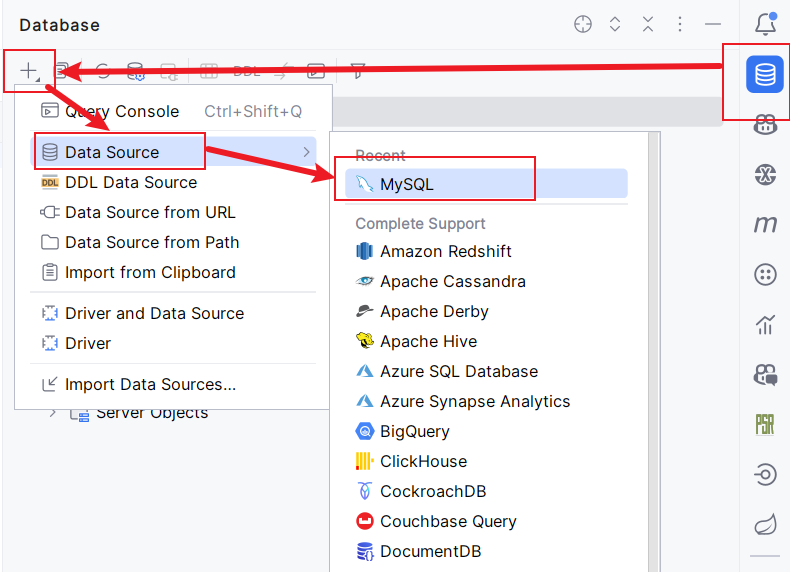 Database
DDL
Query Console Ctrl+Shift+Q
Data Source
DDL DDL Data Source
Data Source from URL
Data Source from Path
Import from Clipboard
Driver and Data Source
Driver
Import Data Sources...
Server Objects
Recent
MySQL
Complete Support
Amazon Redshift
Apache Cassandra
Apache Derby
Apache Hive
Azure SQL Database
Azure Synapse Analytics
BigQuery
ClickHouse
CockroachDB
Couchbase Query
DocumentDB
m
PSR